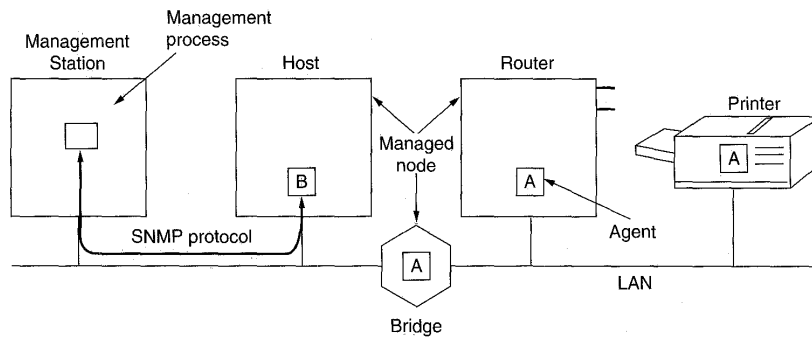 Management
Station
Management
process
Host
Router
Printer
Managed
node
B
A
A
A
Agent
SNMP protocol
LAN
Bridge